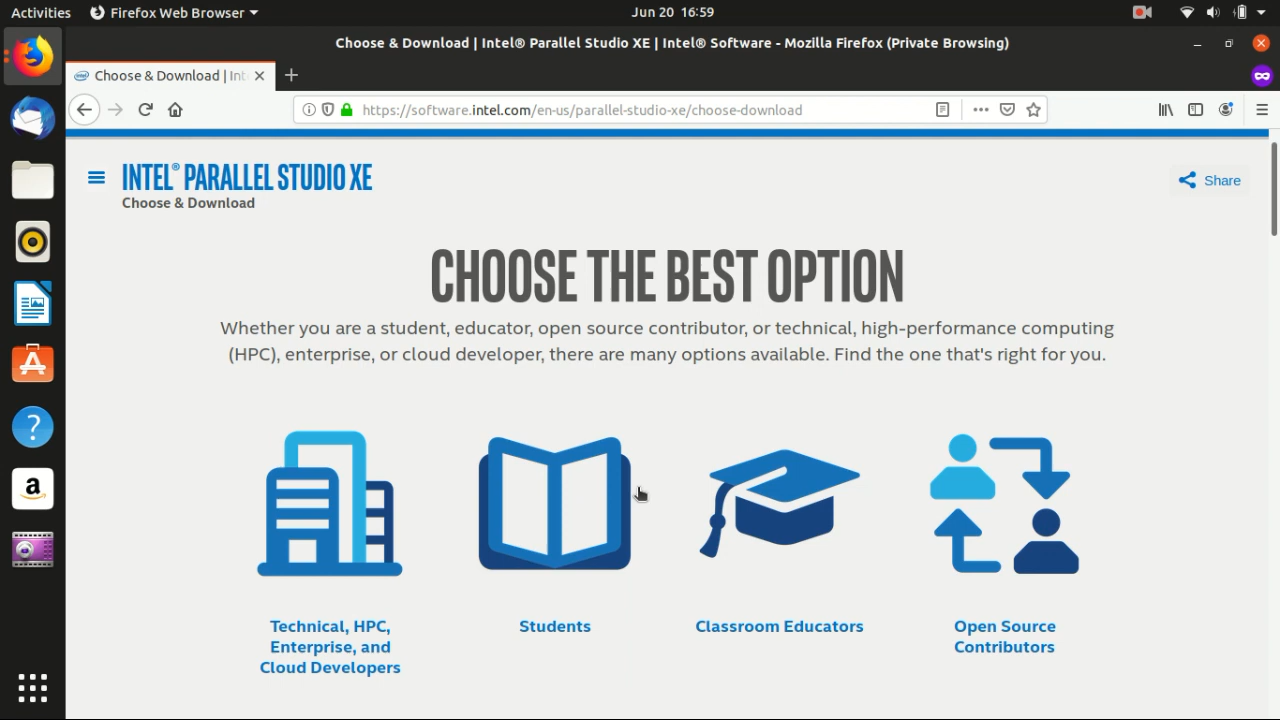 Activities Firefox Web Browser Jun 20 16:59
Choose & Download | Intel® Parallel Studio XE | Intel® Software - Mozilla Firefox (Private Browsing)
Choose & Download | Int
https://software.intel.com/en-us/parallel-studio-xe/choose-download
INTEL® PARALLEL STUDIO XE
Choose & Download
Share
CHOOSE THE BEST OPTION
Whether you are a student, educator, open source contributor, or technical, high-performance computing
(HPC), enterprise, or cloud developer, there are many options available. Find the one that's right for you.
Technical, HPC,
Enterprise, and
Cloud Developers
Students
Classroom Educators
Open Source
Contributors